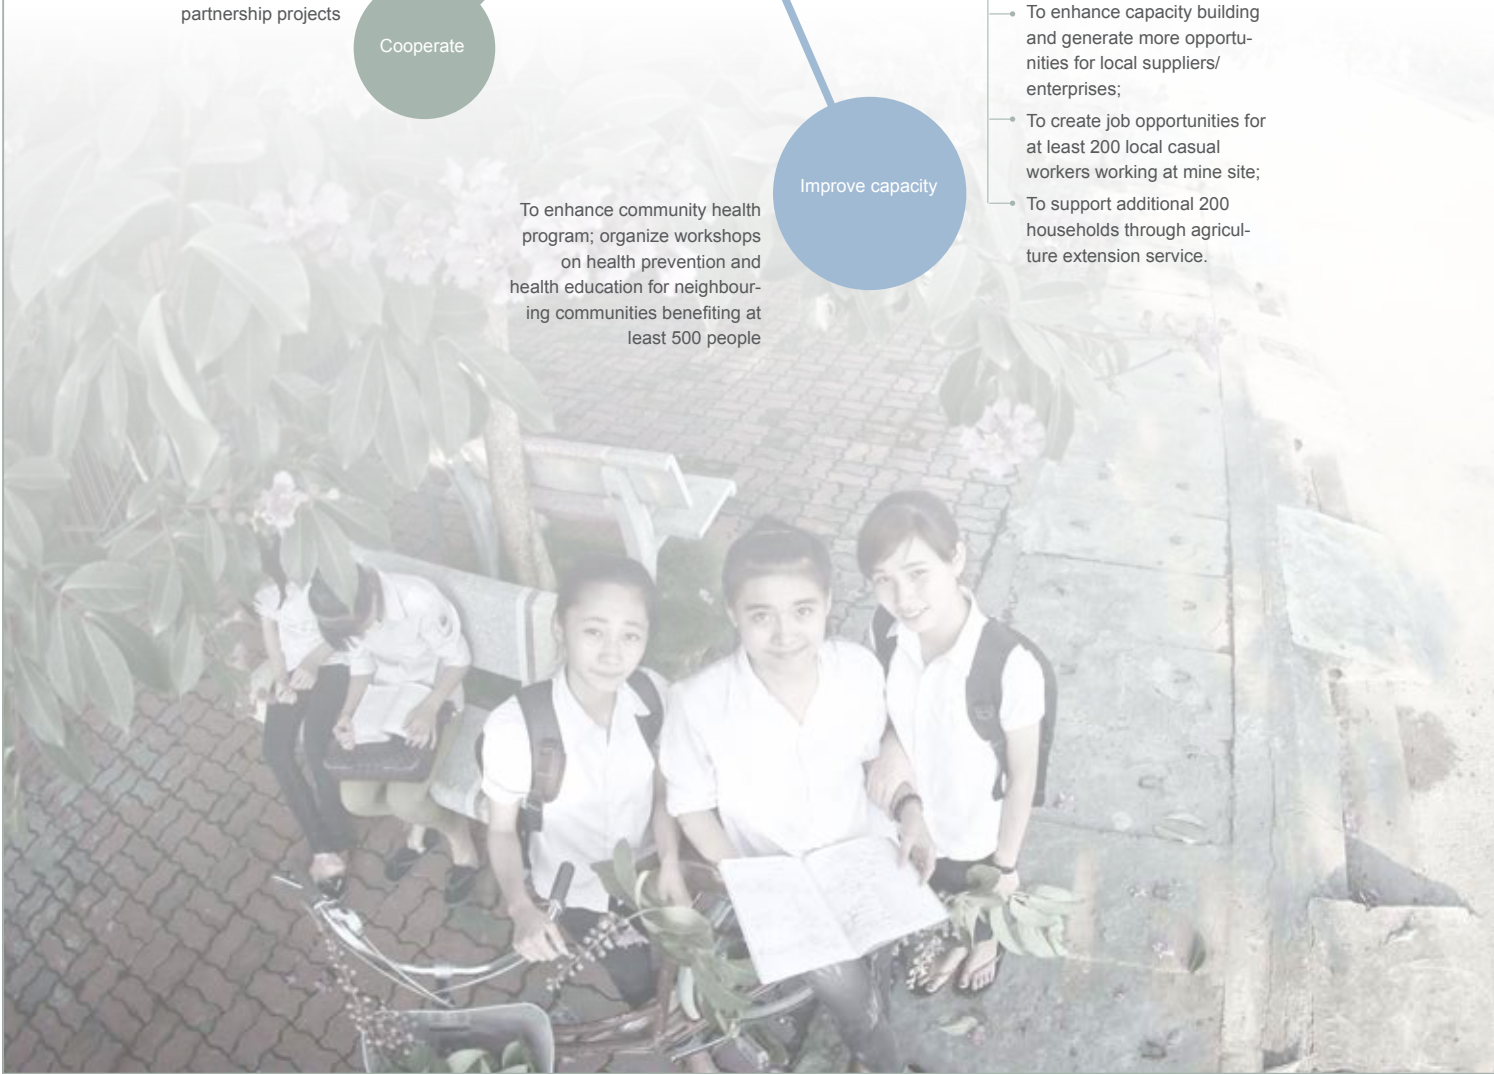 partnership projects
Cooperate
To enhance capacity building
and generate more opportu-
nities for local suppliers/
enterprises;
To create job opportunities for
at least 200 local casual
workers working at mine site;
To support additional 200
households through agricul-
ture extension service.
Improve capacity
To enhance community health
program; organize workshops
on health prevention and
health education for neighbour-
ing communities benefiting at
least 500 people